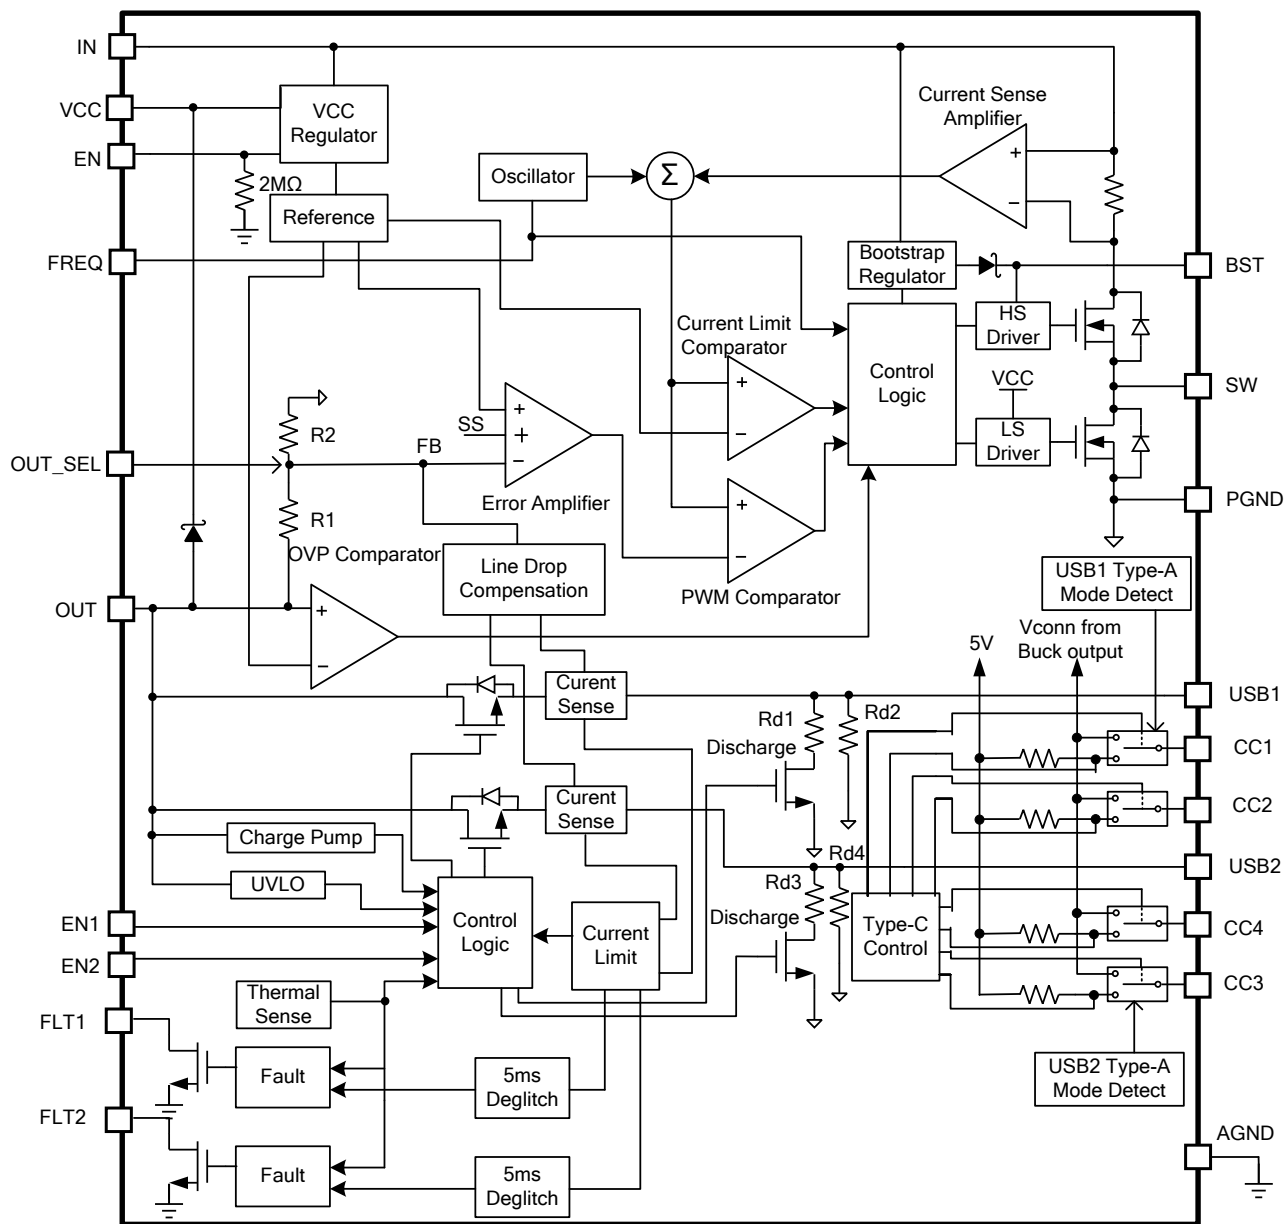 IN
VCC
EN
FREQ
OUT_SEL
OUT
EN1
EN2
FLT1
FLT2
VCC
Regulator
2MΩ
Reference
Oscillator
Σ
Current Sense
Amplifier
+
−
Bootstrap
Regulator
HS
Driver
VCC
LS
Driver
Control
Logic
Current Limit
Comparator
+
−
+
−
PWM Comparator
R2
R1
FB
SS
+
+
−
Error Amplifier
OVP Comparator
+
−
Line Drop
Compensation
Curent
Sense
Curent
Sense
Charge Pump
UVLO
Control
Logic
Current
Limit
Thermal
Sense
Fault
5ms
Deglitch
Fault
5ms
Deglitch
Rd1
Rd2
Discharge
Rd3
Rd4
Discharge
Type-C
Control
5V
Vconn from
Buck output
USB1 Type-A
Mode Detect
USB2 Type-A
Mode Detect
BST
SW
PGND
USB1
CC1
CC2
USB2
CC4
CC3
AGND